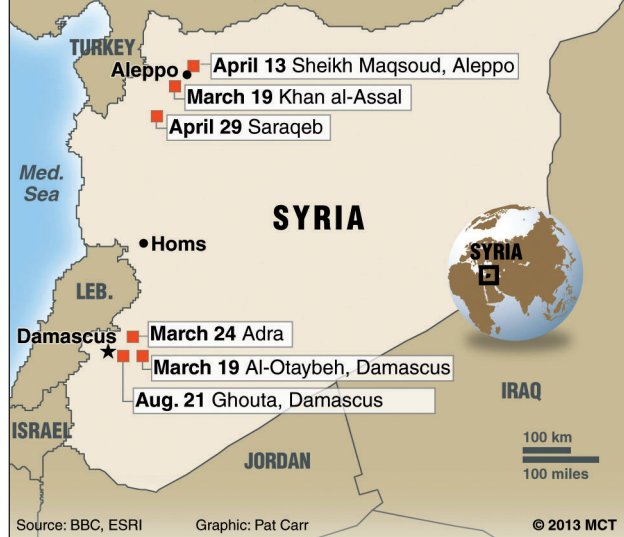 TURKEY
Aleppo
April 13 Sheikh Maqsoud, Aleppo
March 19 Khan al-Assal
April 29 Saraqeb
Med.
Sea
SYRIA
SYRIA
Homs
LEB.
Damascus
March 24 Adra
March 19 Al-Otaybeh, Damascus
Aug. 21 Ghouta, Damascus
IRAQ
ISRAEL
JORDAN
100 km
100 miles
Source: BBC, ESRI
Graphic: Pat Carr
© 2013 MCT